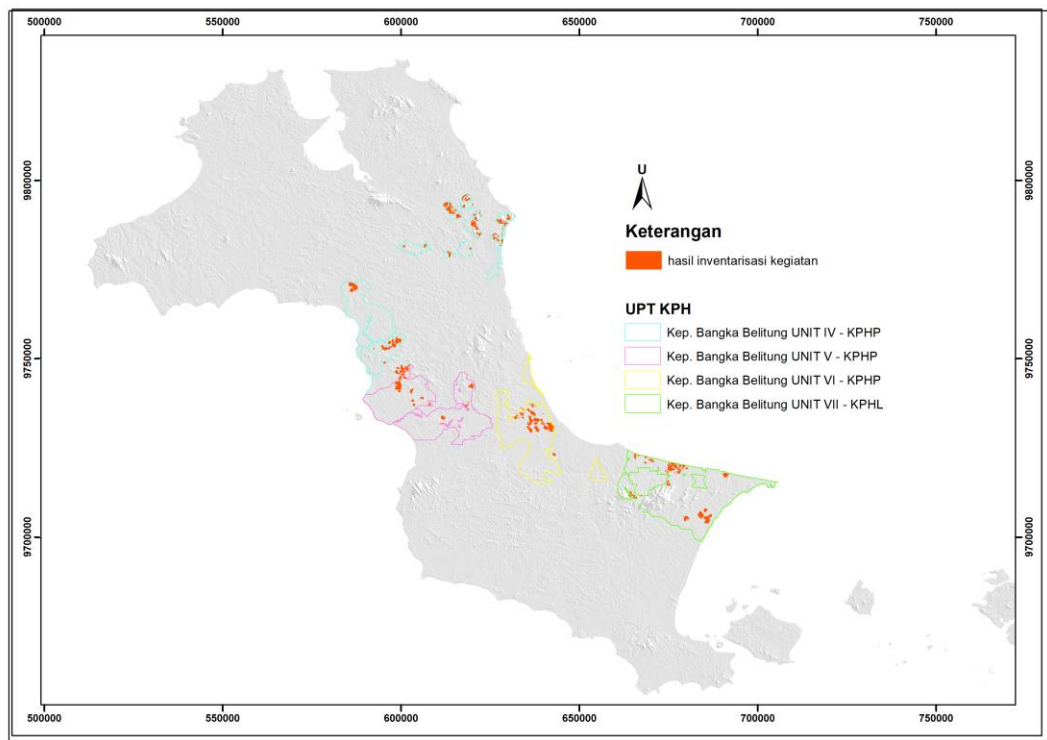 500000 550000 600000 650000 700000 750000
9800000 9800000
U
Keterangan
hasil inventarisasi kegiatan
UPT KPH
Kep. Bangka Belitung UNIT IV - KPHP
9750000 9750000
Kep. Bangka Belitung UNIT V - KPHP
Kep. Bangka Belitung UNIT VI - KPHP
Kep. Bangka Belitung UNIT VII - KPHL
9700000 9700000
500000 550000 600000 650000 700000 750000